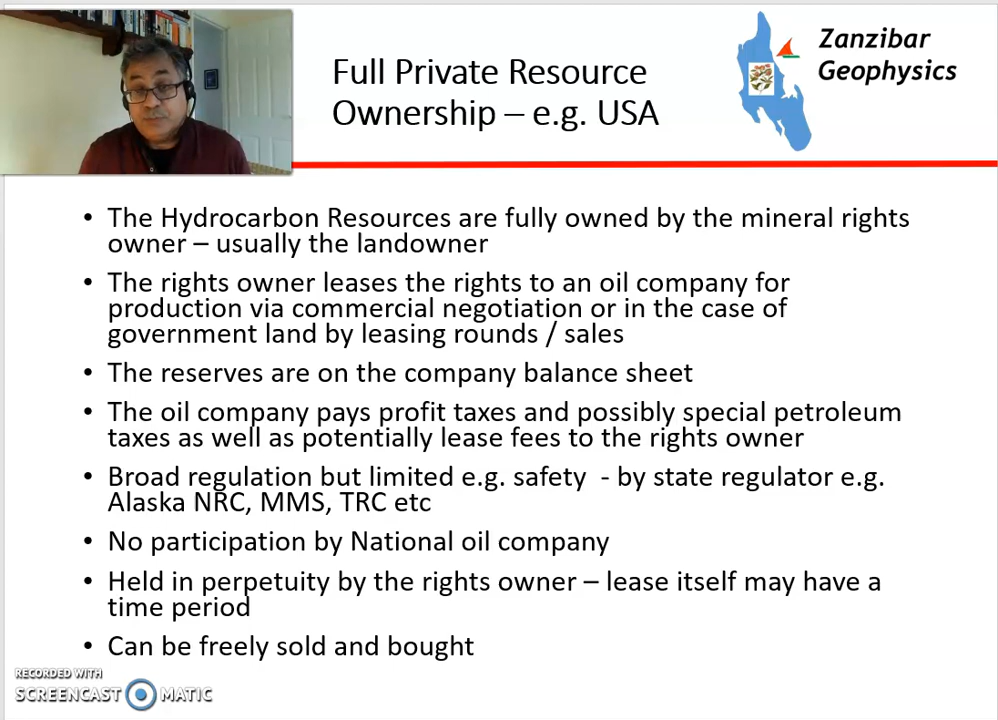 Full Private Resource
Ownership – e.g. USA
Zanzibar
Geophysics
• The Hydrocarbon Resources are fully owned by the mineral rights
owner – usually the landowner
• The rights owner leases the rights to an oil company for
production via commercial negotiation or in the case of
government land by leasing rounds / sales
• The reserves are on the company balance sheet
• The oil company pays profit taxes and possibly special petroleum
taxes as well as potentially lease fees to the rights owner
• Broad regulation but limited e.g. safety - by state regulator e.g.
Alaska NRC, MMS, TRC etc
• No participation by National oil company
• Held in perpetuity by the rights owner – lease itself may have a
time period
• Can be freely sold and bought
RECORDED WITH
SCREENCAST MATIC